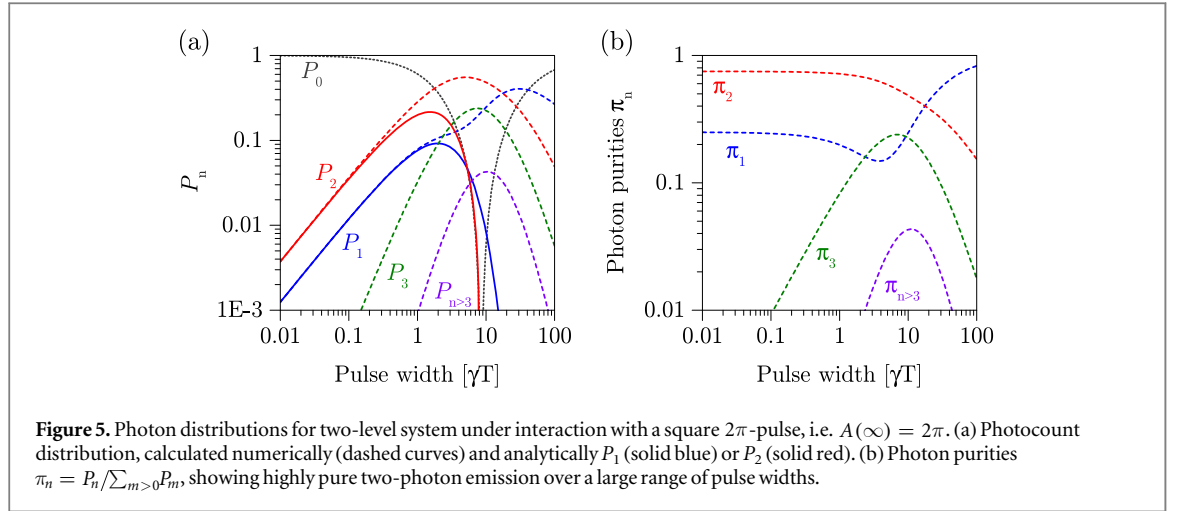 (a)
1
0.1
0.01
1E-3
Pₙ
P₀
P₂
P₁
P₃
Pₙ>₃
0.01 0.1 1 10 100
Pulse width [γT]
(b)
1
0.1
0.01
Photon purities πₙ
π₂
π₁
π₃
πₙ>₃
0.01 0.1 1 10 100
Pulse width [γT]
Figure 5. Photon distributions for two-level system under interaction with a square 2π-pulse, i.e. A(∞) = 2π. (a) Photocount
distribution, calculated numerically (dashed curves) and analytically P₁ (solid blue) or P₂ (solid red). (b) Photon purities
πₙ = Pₙ/∑ₘ>₀Pₘ, showing highly pure two-photon emission over a large range of pulse widths.